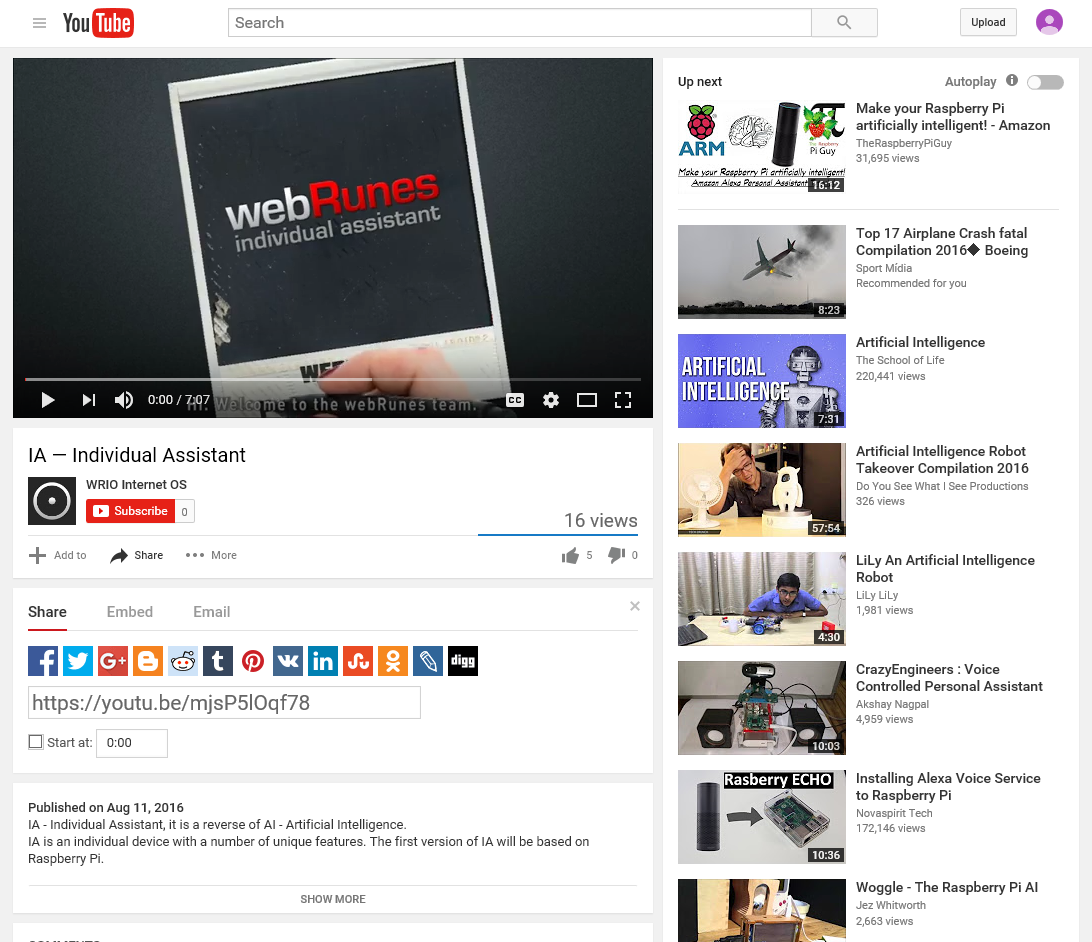 YouTube
Search
Upload
webRunes
individual assistant
0:00 / 7:07
CC
Hi. Welcome to the webRunes team.
IA — Individual Assistant
WRIO Internet OS
Subscribe
0
16 views
Add to
Share
More
5
0
Share
Embed
Email
digg
https://youtu.be/mjsP5lOqf78
Start at:
0:00
Published on Aug 11, 2016
IA - Individual Assistant, it is a reverse of AI - Artificial Intelligence.
IA is an individual device with a number of unique features. The first version of IA will be based on
Raspberry Pi.
SHOW MORE
COMMENTS
Up next
Autoplay
ARM
The Raspberry
Pi Guy
Make your Raspberry Pi artificially intelligent!
Amazon Alexa Personal Assistant
16:12
Make your Raspberry Pi
artificially intelligent! - Amazon
TheRaspberryPiGuy
31,695 views
8:23
Top 17 Airplane Crash fatal
Compilation 2016� Boeing
Sport Mídia
Recommended for you
ARTIFICIAL
INTELLIGENCE
7:31
Artificial Intelligence
The School of Life
220,441 views
57:54
Artificial Intelligence Robot
Takeover Compilation 2016
Do You See What I See Productions
326 views
4:30
LiLy An Artificial Intelligence
Robot
LiLy LiLy
1,981 views
10:03
CrazyEngineers : Voice
Controlled Personal Assistant
Akshay Nagpal
4,959 views
Rasberry ECHO
10:36
Installing Alexa Voice Service
to Raspberry Pi
Novaspirit Tech
172,146 views
Woggle - The Raspberry Pi AI
Jez Whitworth
2,663 views